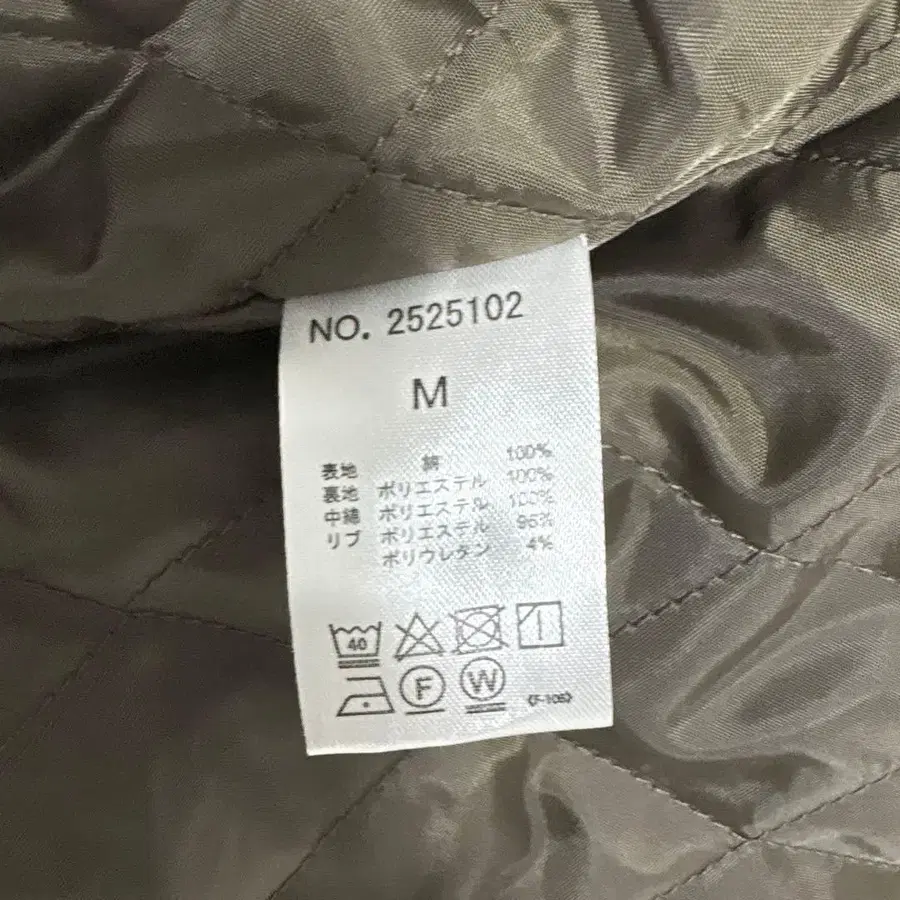 NO. 2525102
M
表地 綿 100%
裏地 ポリエステル 100%
中綿 ポリエステル 100%
リブ ポリエステル 96%
ポリウレタン 4%
40
F W 〈F-106〉